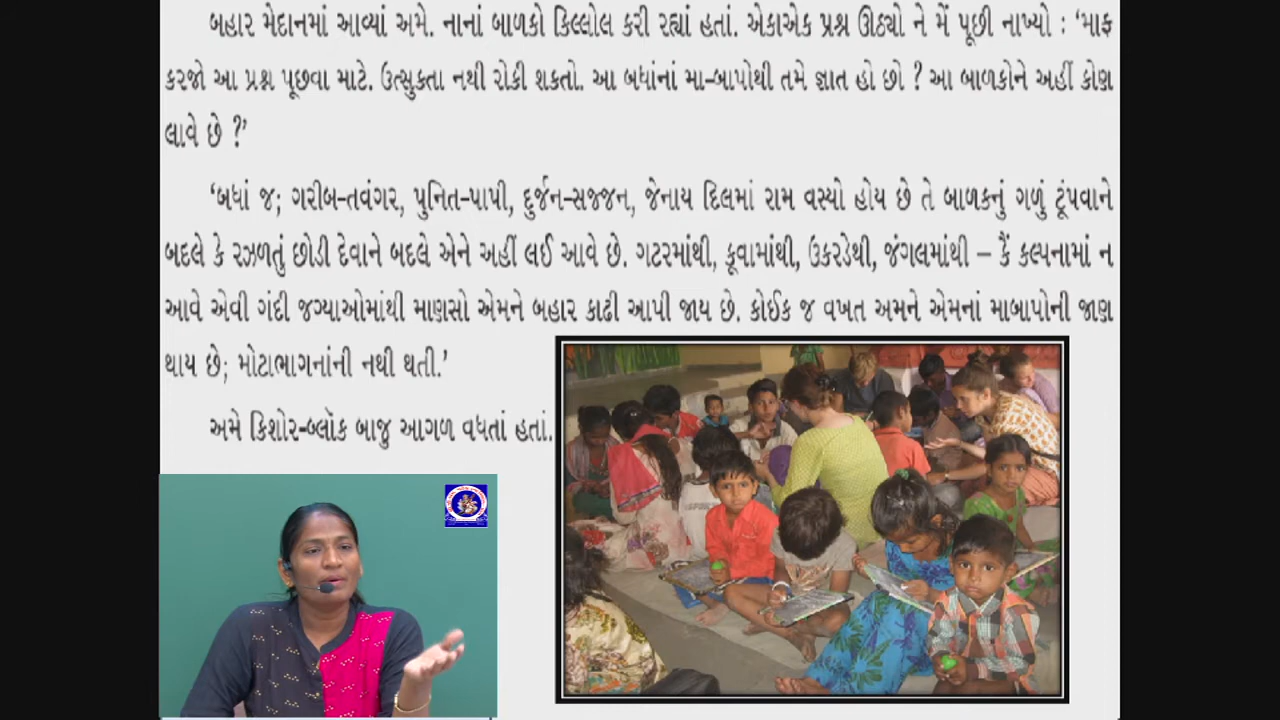 બહાર મેદાનમાં આવ્યાં અમે. નાનાં બાળકો કિલ્લોલ કરી રહ્યાં હતાં. એકાએક પ્રશ્ન ઊઠ્યો ને મેં પૂછી નાખ્યો : ‘માફ
કરજો આ પ્રશ્ન પૂછવા માટે. ઉત્સુકતા નથી રોકી શકતો. આ બધાંનાં મા–બાપોથી તમે જ્ઞાત હો છો ? આ બાળકોને અહીં કોણ
લાવે છે ?’
‘બધાં જ; ગરીબ–તવંગર, પુનિત–પાપી, દુર્જન–સજ્જન, જેનાય દિલમાં રામ વસ્યો હોય છે તે બાળકનું ગળું ટૂંપવાને
બદલે કે રઝળતું છોડી દેવાને બદલે એને અહીં લઈ આવે છે. ગટરમાંથી, કૂવામાંથી, ઉકરડેથી, જંગલમાંથી – કૈં કલ્પનામાં ન
આવે એવી ગંદી જગ્યાઓમાંથી માણસો એમને બહાર કાઢી આપી જાય છે. કોઈક જ વખત અમને એમનાં માબાપોની જાણ
થાય છે; મોટાભાગનાંની નથી થતી.’
અમે કિશોર–બ્લૉક બાજુ આગળ વધતાં હતાં.